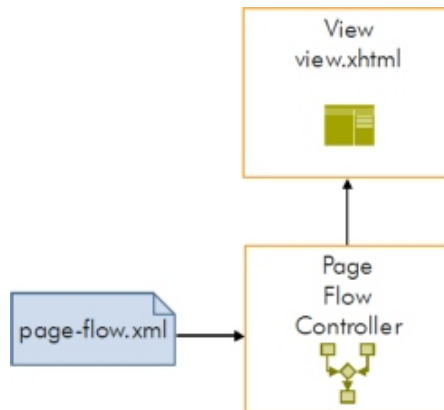 View
view.xhtml
Page
Flow
Controller
page-flow.xml